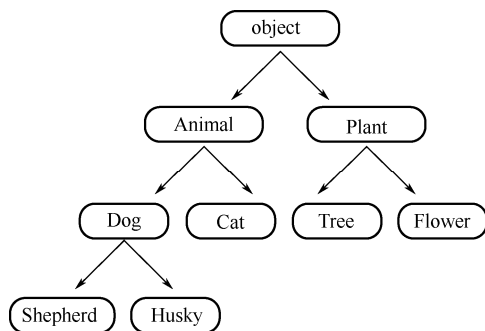 object
Animal
Plant
Dog
Cat
Tree
Flower
Shepherd
Husky